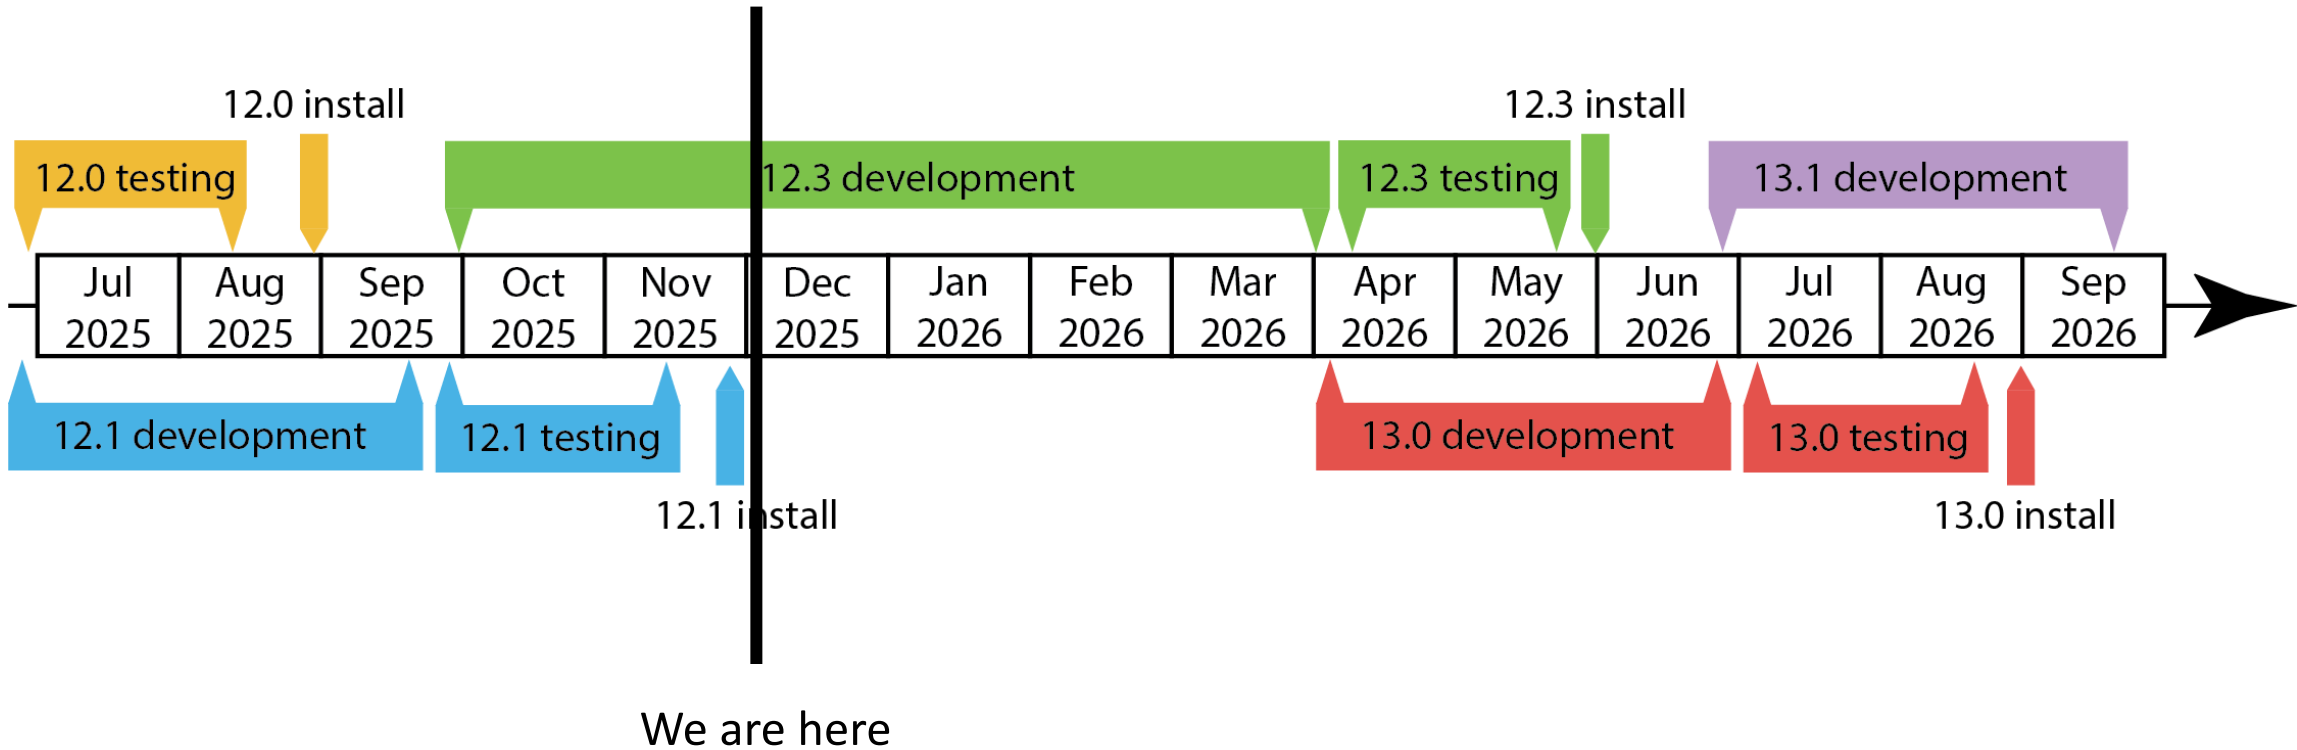 12.0 install
12.3 install
12.0 testing
12.3 development
12.3 testing
13.1 development
Jul 2025
Aug 2025
Sep 2025
Oct 2025
Nov 2025
Dec 2025
Jan 2026
Feb 2026
Mar 2026
Apr 2026
May 2026
Jun 2026
Jul 2026
Aug 2026
Sep 2026
12.1 development
12.1 testing
13.0 development
13.0 testing
12.1 install
13.0 install
We are here